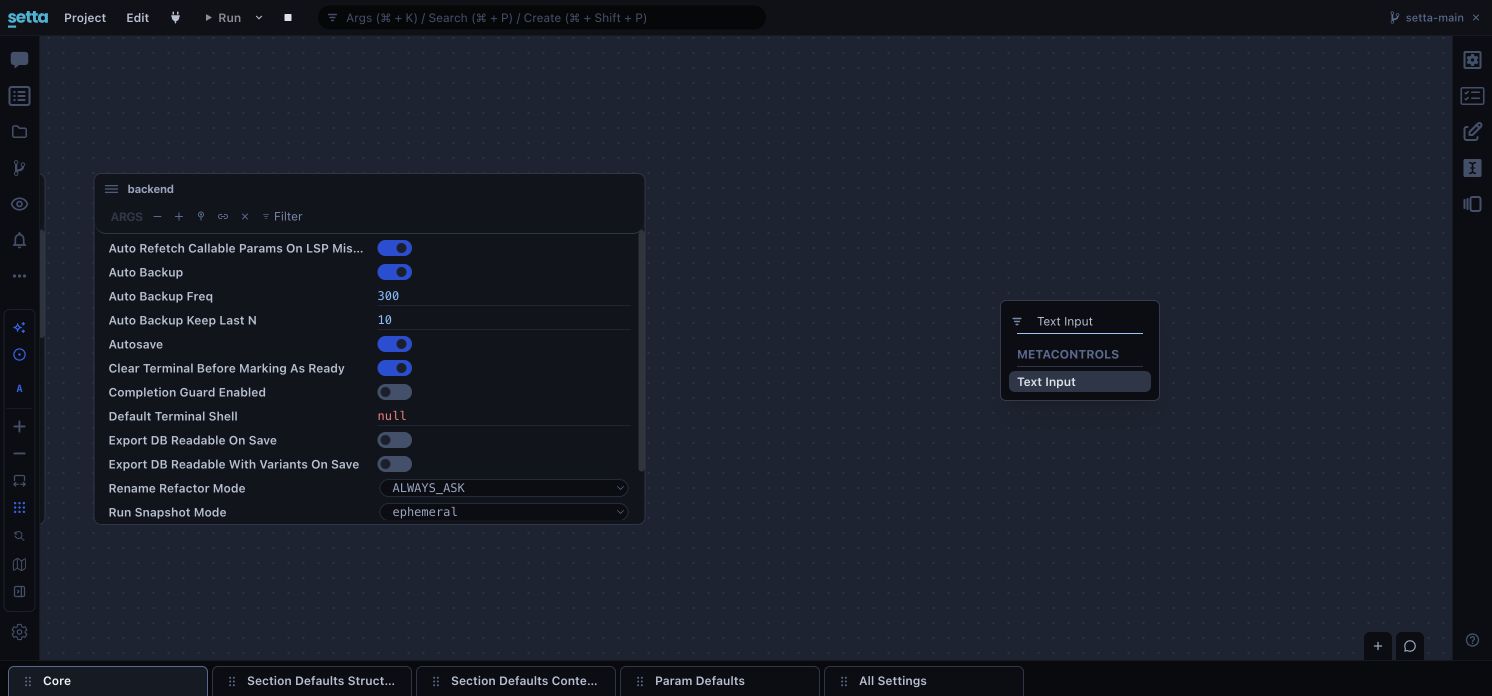 setta Project Edit Run Args (⌘ + K) / Search (⌘ + P) / Create (⌘ + Shift + P) setta-main ×
backend
ARGS − + × Filter
Auto Refetch Callable Params On LSP Mis...
Auto Backup
Auto Backup Freq 300
Auto Backup Keep Last N 10
Autosave
Clear Terminal Before Marking As Ready
Completion Guard Enabled
Default Terminal Shell null
Export DB Readable On Save
Export DB Readable With Variants On Save
Rename Refactor Mode ALWAYS_ASK
Run Snapshot Mode ephemeral
Text Input
METACONTROLS
Text Input
A
Core
Section Defaults Struct...
Section Defaults Conte...
Param Defaults
All Settings